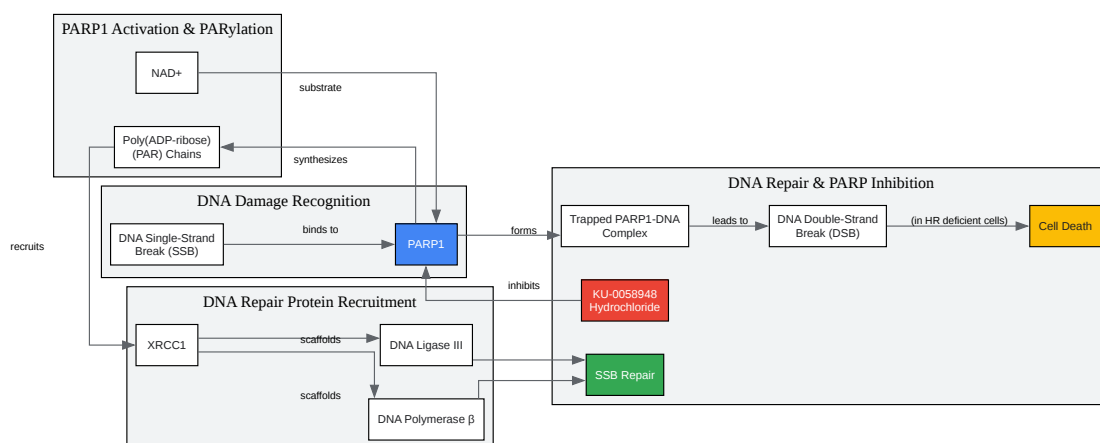 PARP1 Activation & PARylation
NAD+
substrate
Poly(ADP-ribose)
(PAR) Chains
synthesizes
recruits
DNA Damage Recognition
DNA Single-Strand
Break (SSB)
binds to
PARP1
forms
inhibits
DNA Repair Protein Recruitment
XRCC1
scaffolds
DNA Ligase III
scaffolds
DNA Polymerase β
DNA Repair & PARP Inhibition
Trapped PARP1-DNA
Complex
leads to
DNA Double-Strand
Break (DSB)
(in HR deficient cells)
Cell Death
KU-0058948
Hydrochloride
SSB Repair